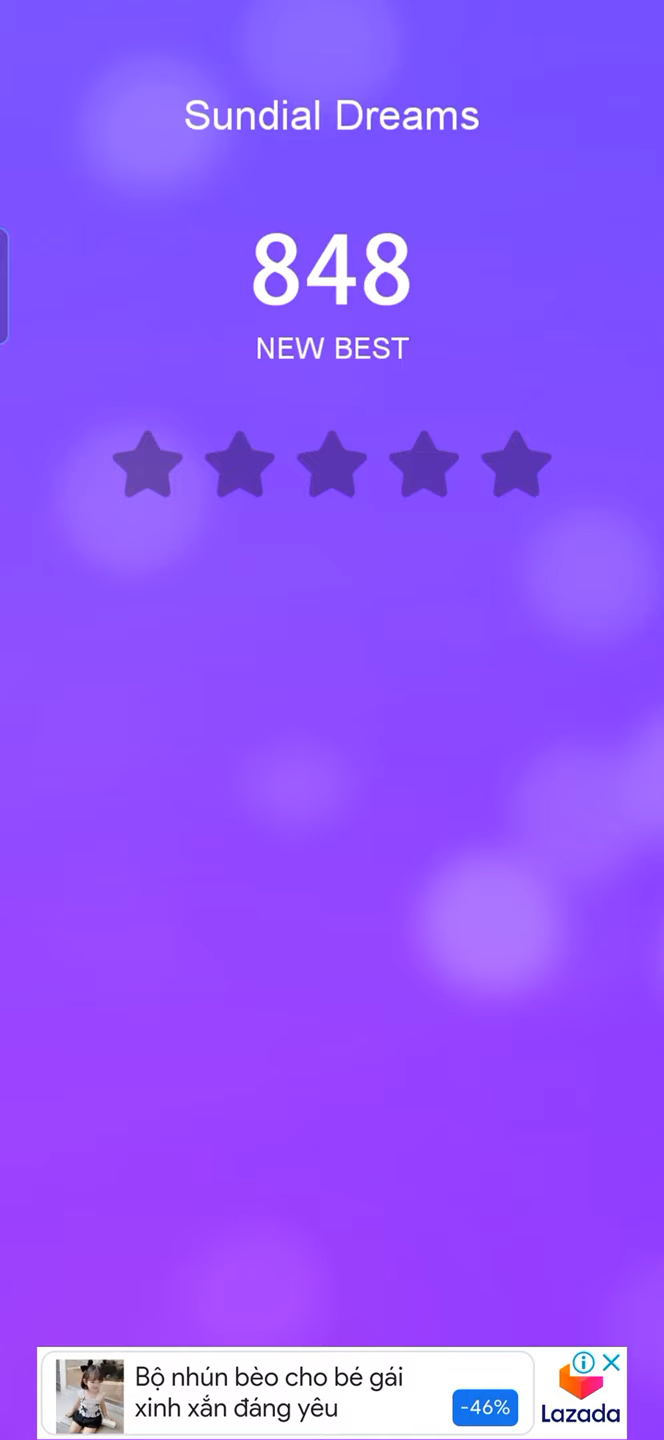 Sundial Dreams
848
NEW BEST
Bộ nhún bèo cho bé gái
xinh xắn đáng yêu
-46%
Lazada